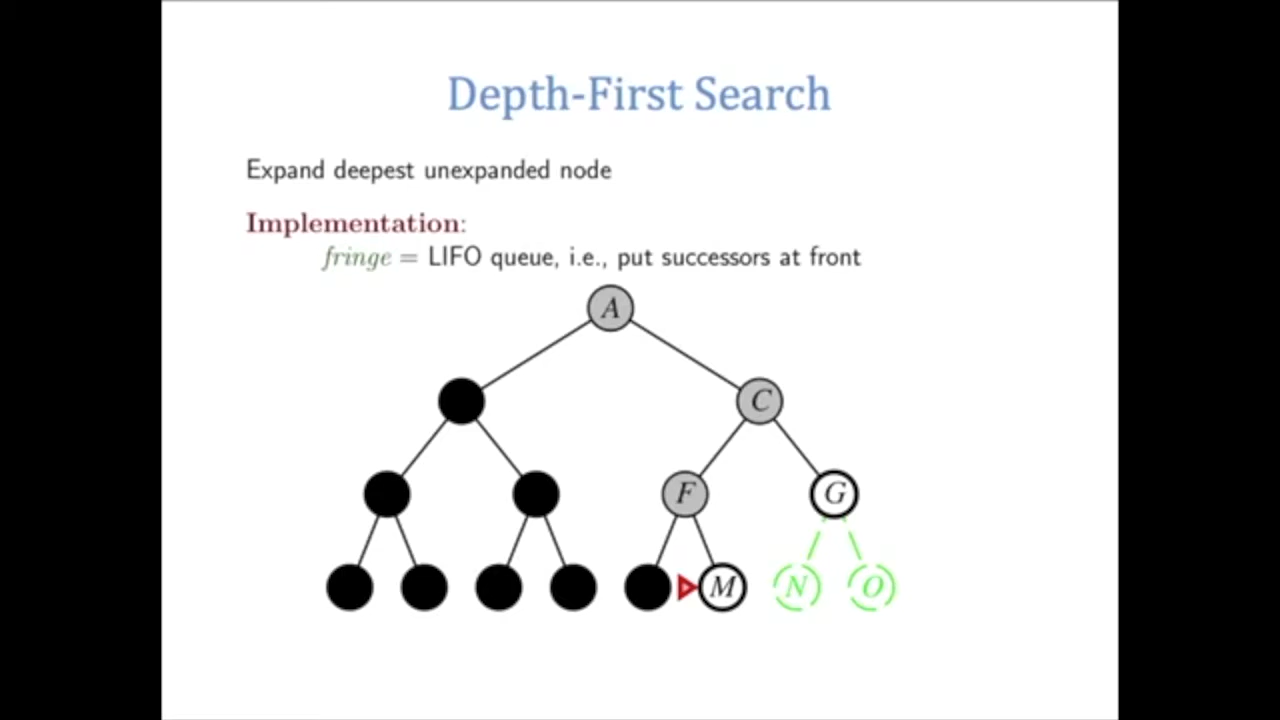 Depth-First Search
Expand deepest unexpanded node
Implementation:
fringe = LIFO queue, i.e., put successors at front
A
C
F
G
M
N
O